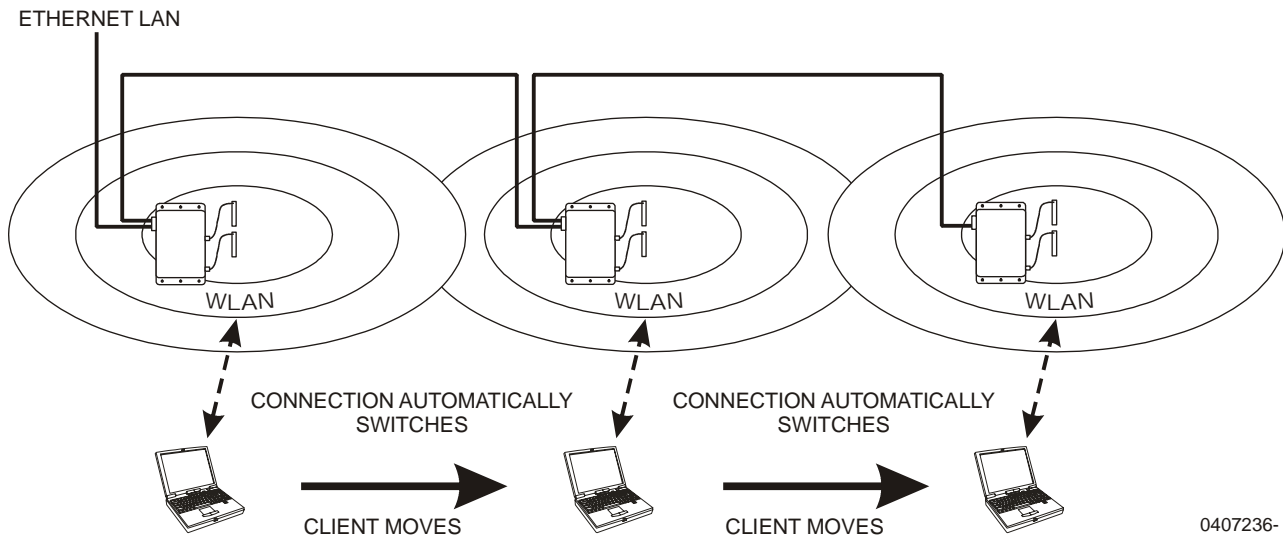 ETHERNET LAN
WLAN
WLAN
WLAN
CONNECTION AUTOMATICALLY
SWITCHES
CONNECTION AUTOMATICALLY
SWITCHES
CLIENT MOVES
CLIENT MOVES
0407236-